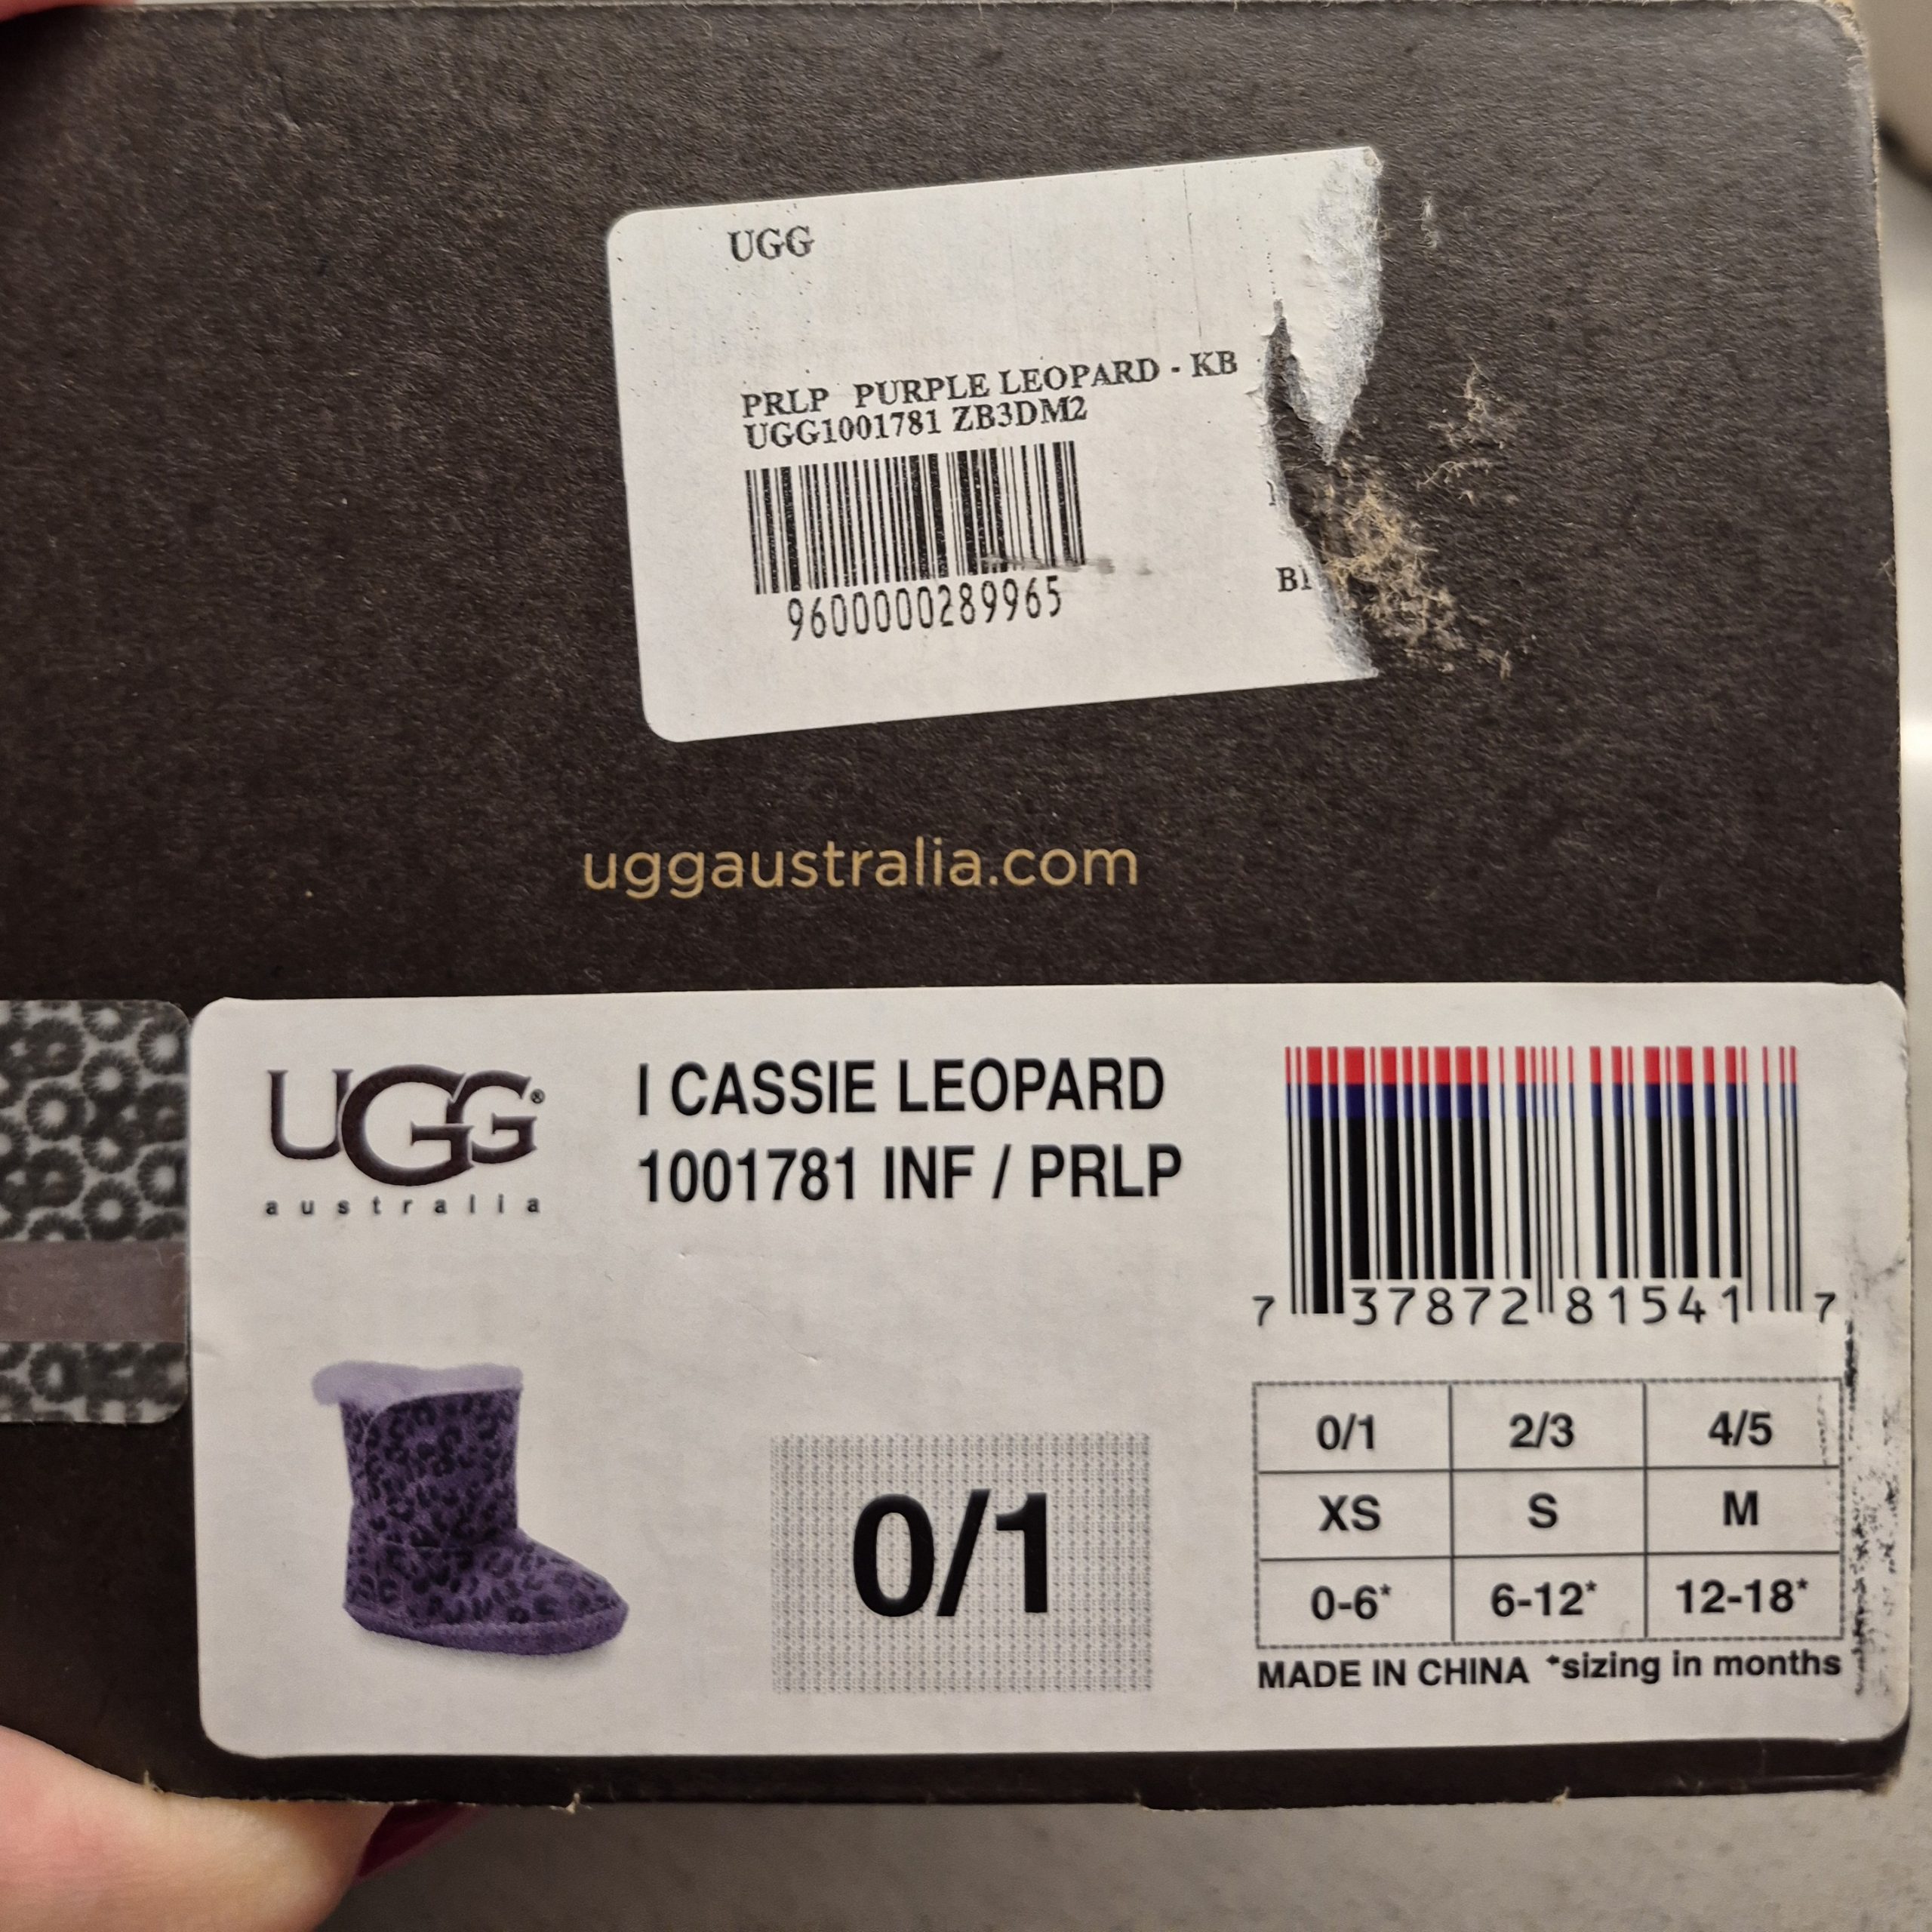 UGG
PRLP PURPLE LEOPARD - KB
UGG1001781 ZB3DM2
9600000289965
uggaustralia.com
UGG®
australia
I CASSIE LEOPARD
1001781 INF / PRLP
7 37872 81541 7
0/1
0/1 2/3 4/5
XS S M
0-6* 6-12* 12-18*
MADE IN CHINA *sizing in months